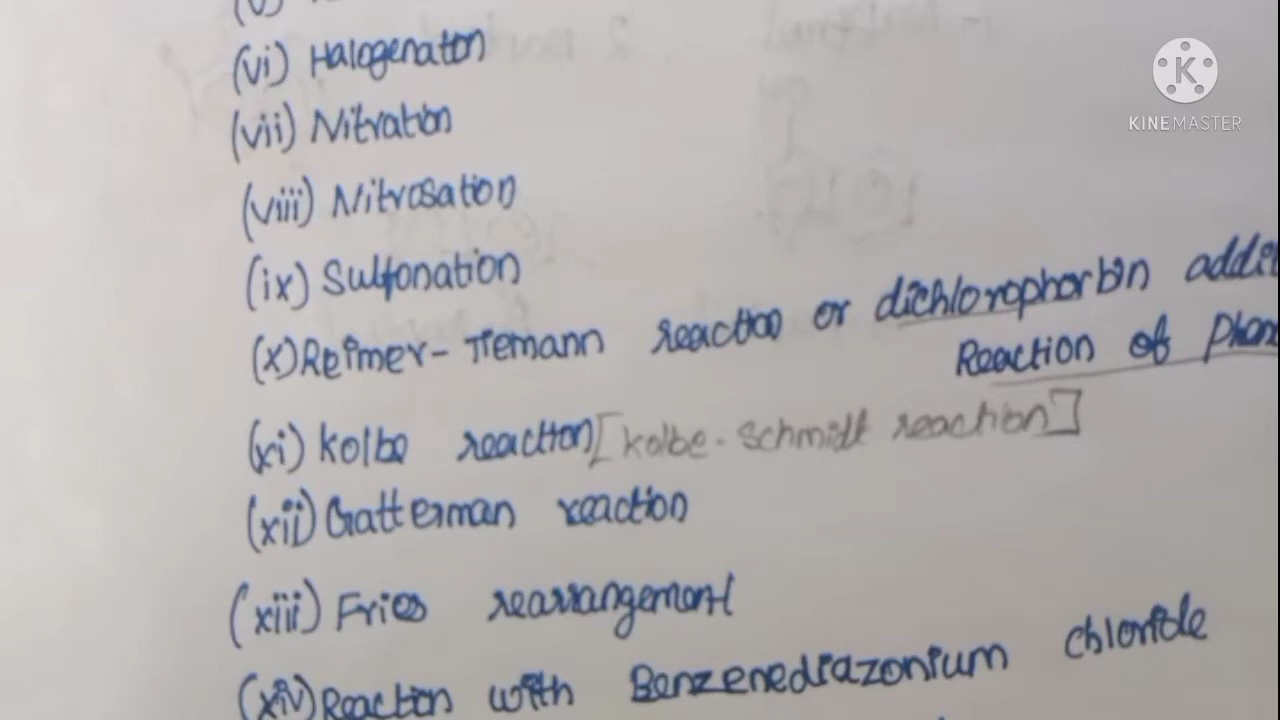 (vi) Halogenaton
(vii) Nitration
(viii) Nitrosation
(ix) Sulfonation
(x) Reimer-Tiemann reaction or dichlorophorbin
Reaction of
(xi) Kolbe reaction [Kolbe-Schmidt reaction]
(xii) Gatterman reaction
(xiii) Fries rearrangement
(xiv) Reaction with Benzenediazonium chloride
KINEMASTER